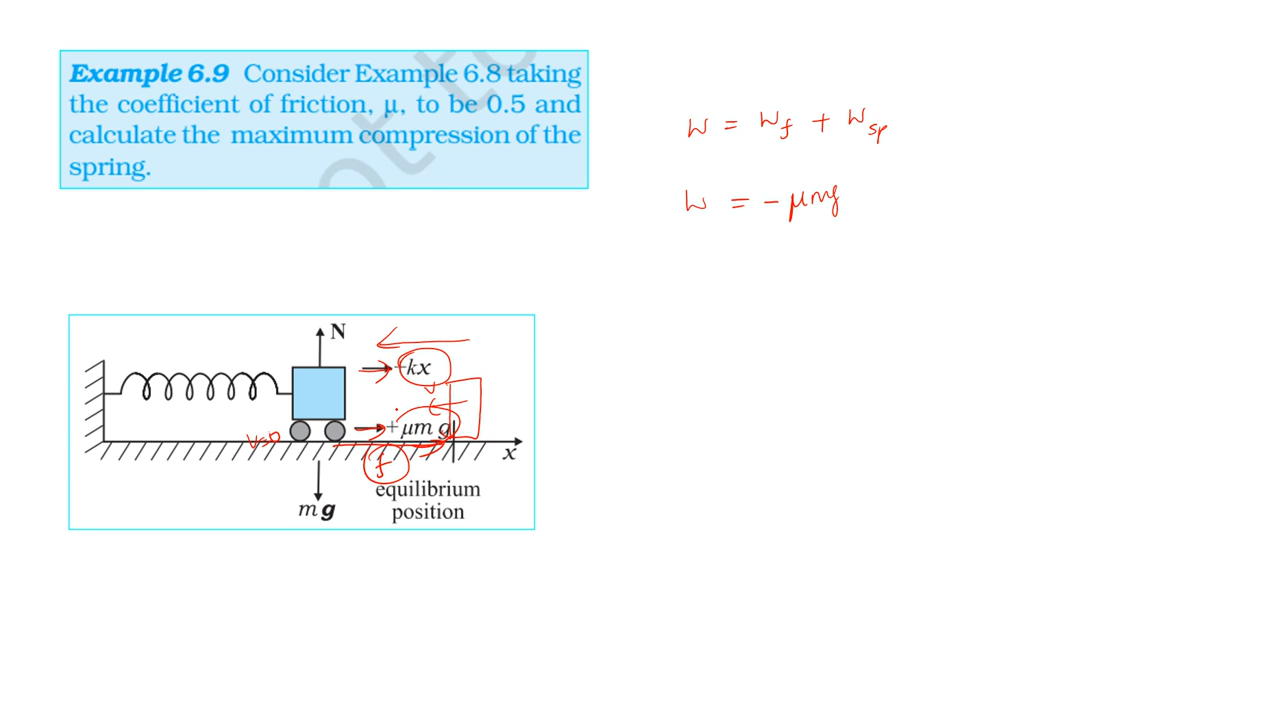 Example 6.9 Consider Example 6.8 taking
the coefficient of friction, μ, to be 0.5 and
calculate the maximum compression of the
spring.
W = W_f + W_sp
W = - μmg
N
-kx
v
+μm g
v=0
f
x
equilibrium
position
mg